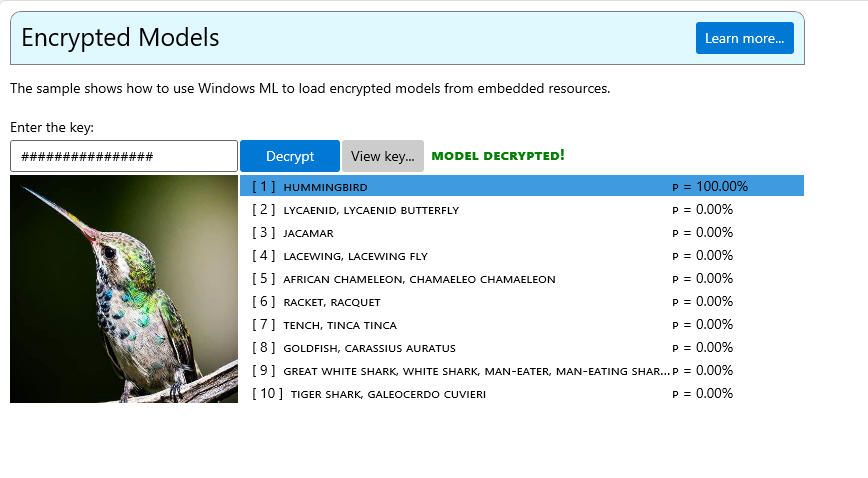 Encrypted Models
Learn more...
The sample shows how to use Windows ML to load encrypted models from embedded resources.
Enter the key:
################
Decrypt
View key...
MODEL DECRYPTED!
[ 1 ] HUMMINGBIRD P = 100.00%
[ 2 ] LYCAENID, LYCAENID BUTTERFLY P = 0.00%
[ 3 ] JACAMAR P = 0.00%
[ 4 ] LACEWING, LACEWING FLY P = 0.00%
[ 5 ] AFRICAN CHAMELEON, CHAMAELEO CHAMAELEON P = 0.00%
[ 6 ] RACKET, RACQUET P = 0.00%
[ 7 ] TENCH, TINCA TINCA P = 0.00%
[ 8 ] GOLDFISH, CARASSIUS AURATUS P = 0.00%
[ 9 ] GREAT WHITE SHARK, WHITE SHARK, MAN-EATER, MAN-EATING SHAR... P = 0.00%
[ 10 ] TIGER SHARK, GALEOCERDO CUVIERI P = 0.00%